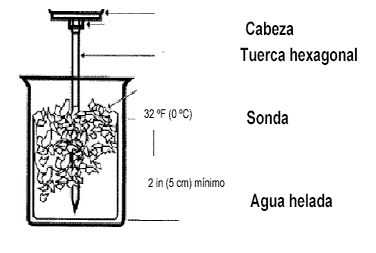 Cabeza
Tuerca hexagonal
32 ºF (0 ºC)
Sonda
2 in (5 cm) mínimo
Agua helada